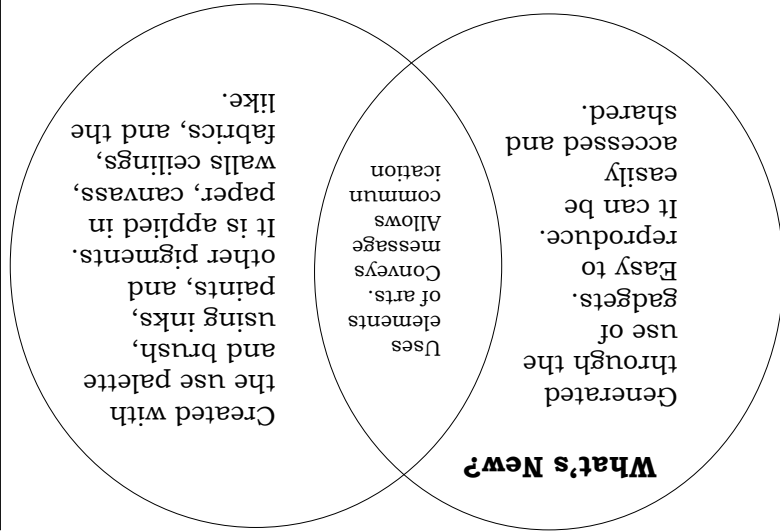 What's New?
Generated
through the
use of
gadgets.
Easy to
reproduce.
It can be
easily
accessed and
shared.
Uses
elements
of arts.
Conveys
message
Allows
commun
ication
Created with
the use palette
and brush,
using inks,
paints, and
other pigments.
It is applied in
paper, canvass,
walls ceilings,
fabrics, and the
like.